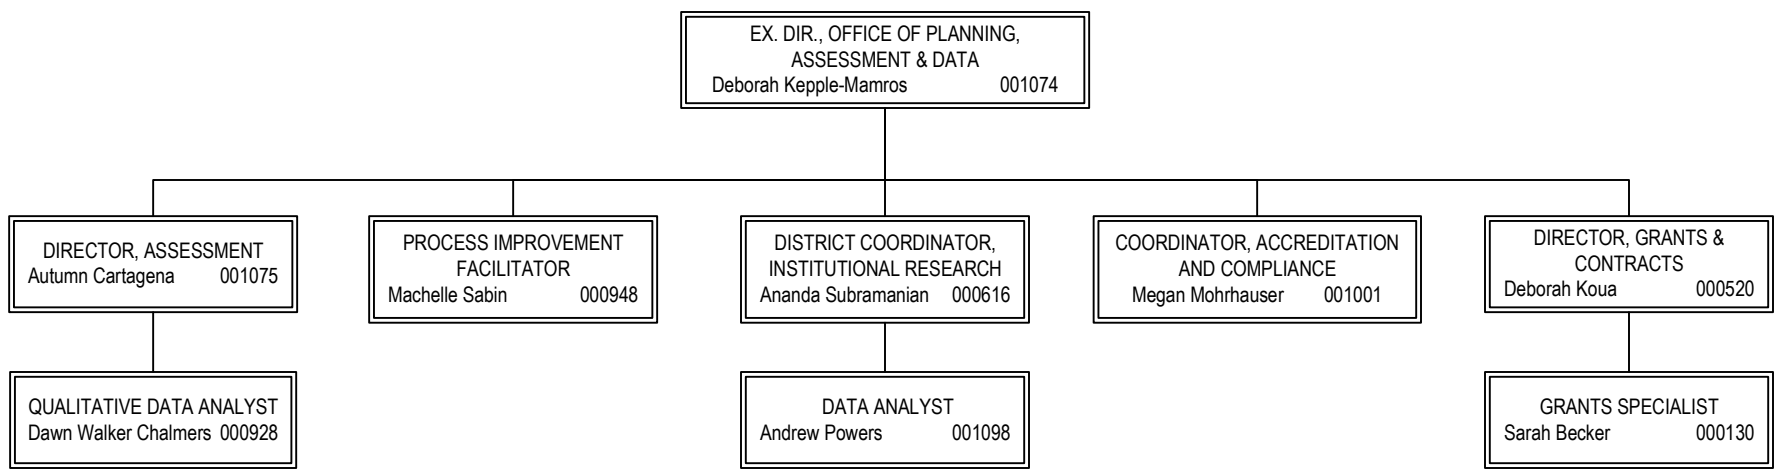 EX. DIR., OFFICE OF PLANNING,
ASSESSMENT & DATA
Deborah Kepple-Mamros 001074
DIRECTOR, ASSESSMENT
Autumn Cartagena 001075
PROCESS IMPROVEMENT
FACILITATOR
Machelle Sabin 000948
DISTRICT COORDINATOR,
INSTITUTIONAL RESEARCH
Ananda Subramanian 000616
COORDINATOR, ACCREDITATION
AND COMPLIANCE
Megan Mohrhauser 001001
DIRECTOR, GRANTS &
CONTRACTS
Deborah Koua 000520
QUALITATIVE DATA ANALYST
Dawn Walker Chalmers 000928
DATA ANALYST
Andrew Powers 001098
GRANTS SPECIALIST
Sarah Becker 000130